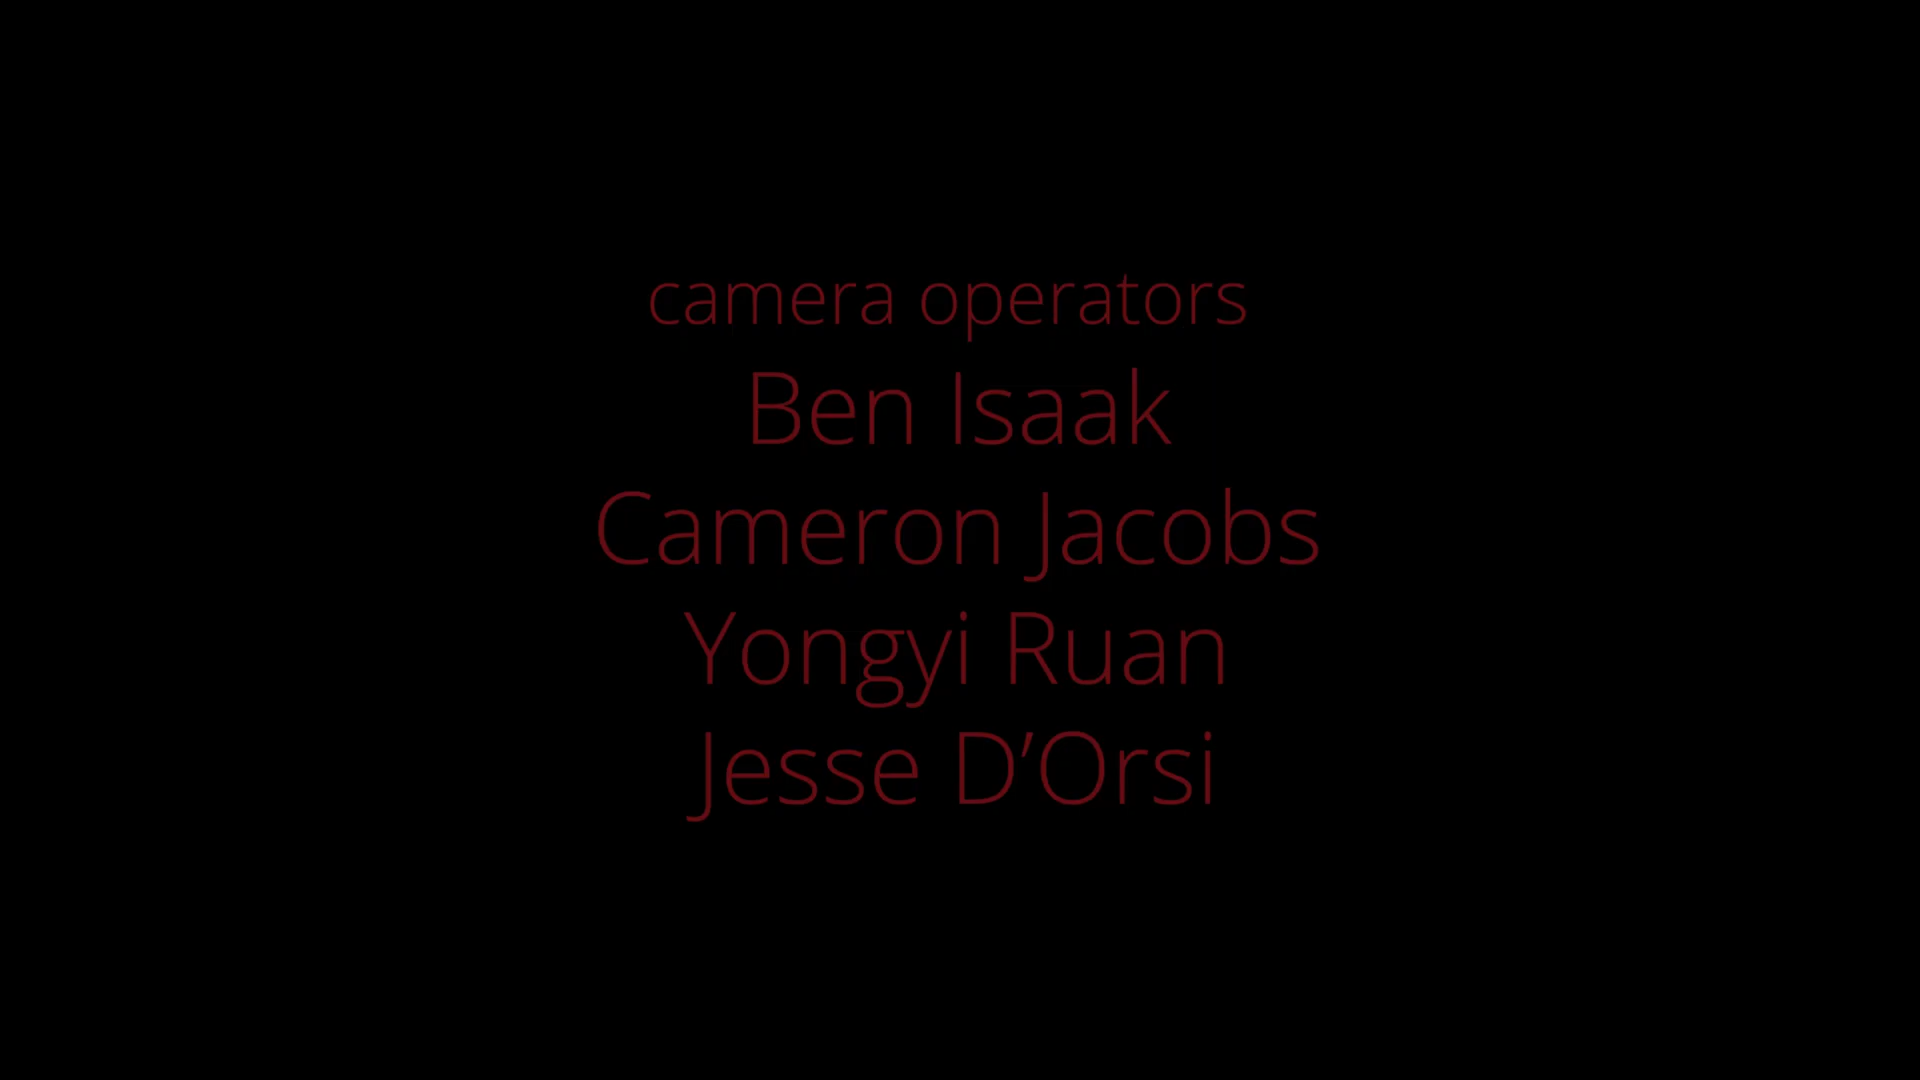 camera operators
Ben Isaak
Cameron Jacobs
Yongyi Ruan
Jesse D’Orsi